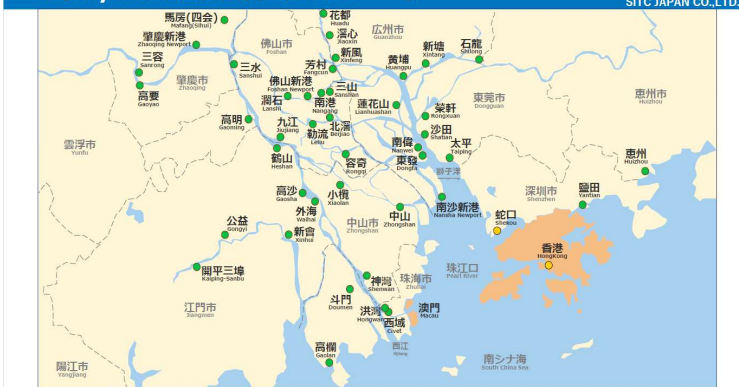 SITC JAPAN CO.,LTD.
馬房(四会)
Mafang(Sihui)
花都
Huadu
広州市
Guanzhou
肇慶新港
Zhaoqing Newport
滘心
Jiaoxin
佛山市
Foshan
新風
Xinfeng
新塘
Xintang
石龍
Shilong
三容
Sanrong
三水
Sanshui
芳村
Fangcun
黄埔
Huangpu
肇慶市
Zhaoqing
佛山新港
Foshan Newport
三山
Sanshan
高要
Gaoyao
瀾石
Lanshi
南港
Nangang
蓮花山
Lianhuashan
東莞市
Dongguan
惠州市
Huizhou
榮軒
Rongxuan
高明
Gaoming
九江
Jiujiang
勒流
Leliu
北滘
Beijiao
沙田
Shatian
雲浮市
Yunfu
南偉
Nanwei
太平
Taiping
鶴山
Heshan
容奇
Rongqi
東發
Dongfa
惠州
Huizhou
獅子洋
高沙
Gaosha
小欖
Xiaolan
深圳市
Shenzhen
鹽田
Yantian
外海
Waihai
南沙新港
Nansha Newport
公益
Gongyi
中山市
Zhongshan
中山
Zhongshan
蛇口
Shekou
新會
Xinhui
香港
HongKong
開平三埠
Kaiping-Sanbu
珠江口
Pearl River
神灣
Shenwan
珠海市
Zhuhai
斗門
Doumen
江門市
Jiangmen
洪灣
Hongwan
西域
Civet
澳門
Macau
高欄
Gaolan
西江
Xijiang
南シナ海
South China Sea
陽江市
Yangjiang